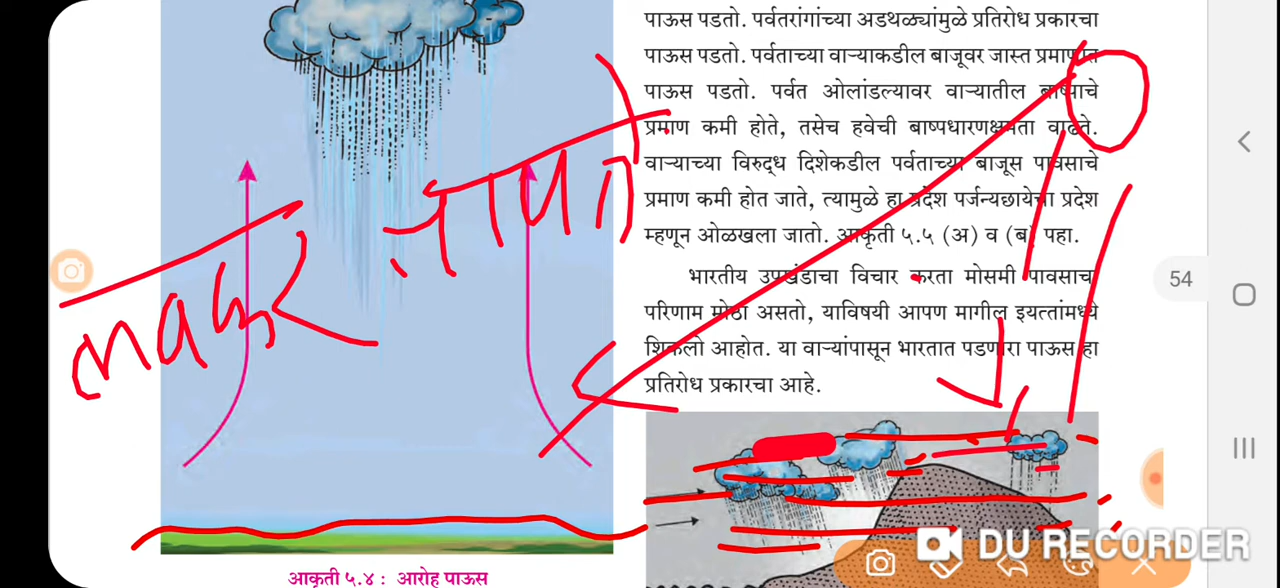 पाऊस पडतो. पर्वतरांगांच्या अडथळ्यांमुळे प्रतिरोध प्रकारचा
पाऊस पडतो. पर्वताच्या वाऱ्याकडील बाजूवर जास्त प्रमाणात
पाऊस पडतो. पर्वत ओलांडल्यावर वाऱ्यातील बाष्पाचे
प्रमाण कमी होते, तसेच हवेची बाष्पधारणक्षमता वाढते.
वाऱ्याच्या विरुद्ध दिशेकडील पर्वताच्या बाजूस पावसाचे
प्रमाण कमी होत जाते, त्यामुळे हा प्रदेश पर्जन्यछायेचा प्रदेश
म्हणून ओळखला जातो. आकृती ५.५ (अ) व (ब) पहा.
भारतीय उपखंडाचा विचार करता मोसमी पावसाचा
परिणाम मोठा असतो, याविषयी आपण मागील इयत्तांमध्ये
शिकलो आहोत. या वाऱ्यांपासून भारतात पडणारा पाऊस हा
प्रतिरोध प्रकारचा आहे.
आकृती ५.४ : आरोह पाऊस
54
DU RECORDER